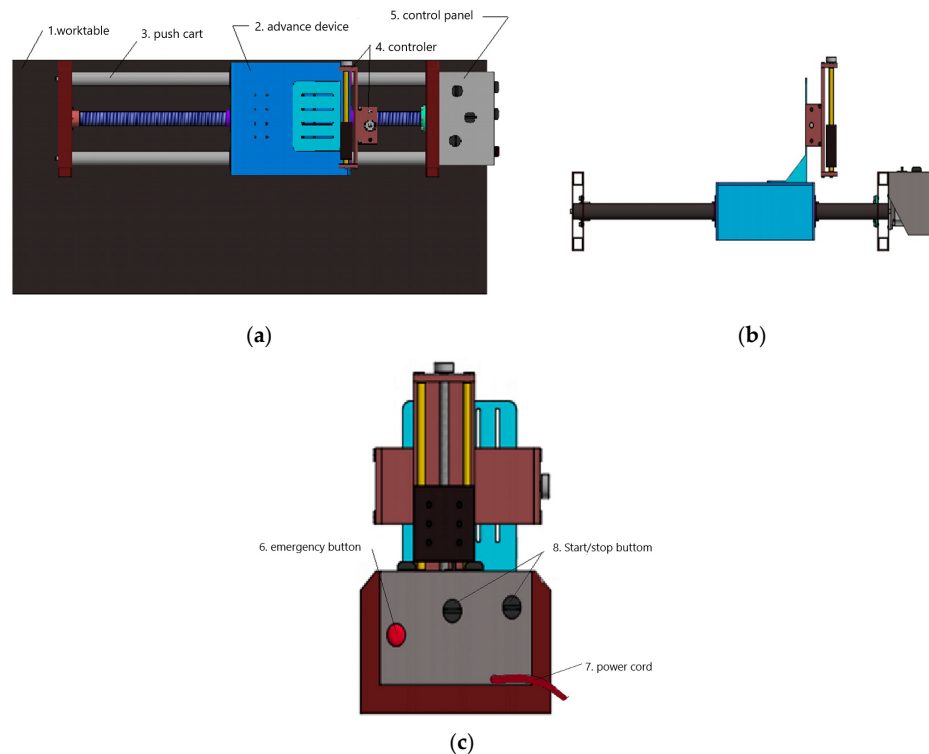 5. control panel
2. advance device
1.worktable
3. push cart
4. controler
(a)
(b)
6. emergency button
8. Start/stop buttom
7. power cord
(c)